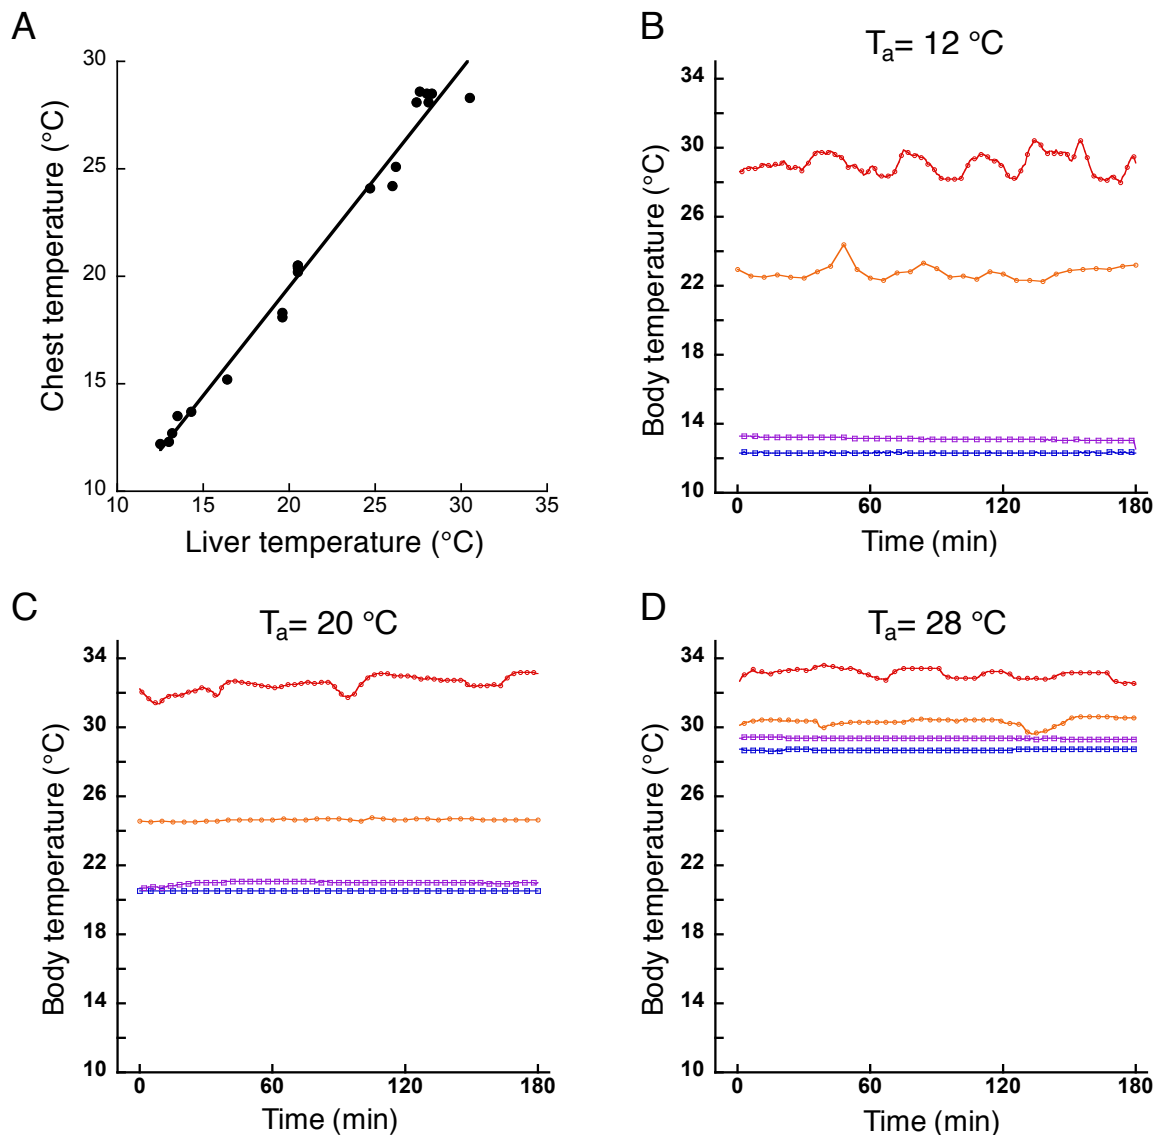 A
30
25
20
15
10
10 15 20 25 30 35
Chest temperature (°C)
Liver temperature (°C)
B
Tₐ= 12 °C
34
30
26
22
18
14
10
0 60 120 180
Body temperature (°C)
Time (min)
C
Tₐ= 20 °C
34
30
26
22
18
14
10
0 60 120 180
Body temperature (°C)
Time (min)
D
Tₐ= 28 °C
34
30
26
22
18
14
10
0 60 120 180
Body temperature (°C)
Time (min)